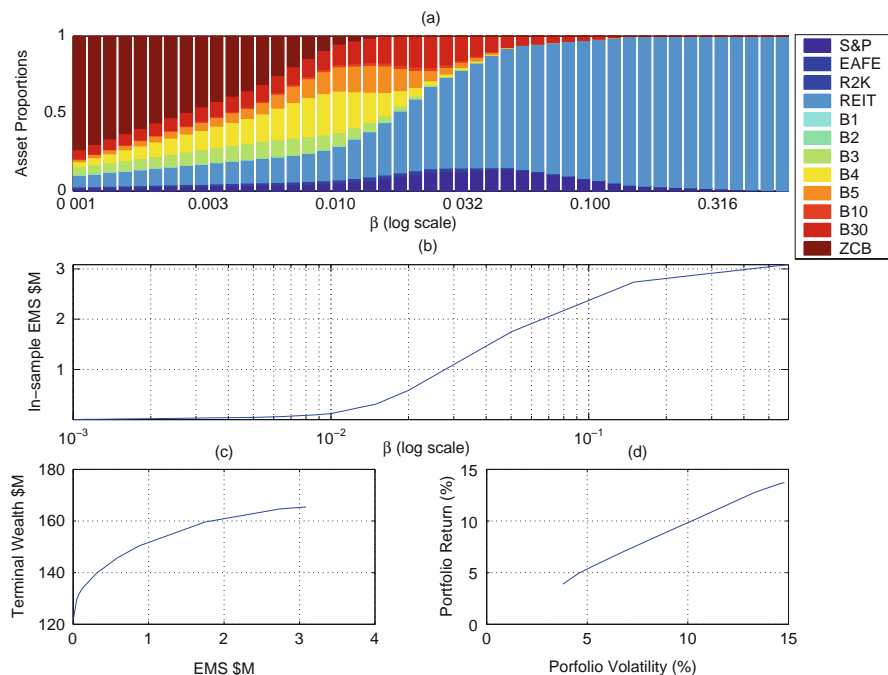 (a)
Asset Proportions
1
0.5
0
0 001 0.003 0.010 0.032 0.100 0.316
β (log scale)
S&P
EAFE
R2K
REIT
B1
B2
B3
B4
B5
B10
B30
ZCB
(b)
In−sample EMS $M
3
2
1
10−3 10−2 10−1
β (log scale)
(c)
Terminal Wealth $M
180
160
140
120
0 1 2 3 4
EMS $M
(d)
Portfolio Return (%)
15
10
5
0
0 5 10 15
Porfolio Volatility (%)